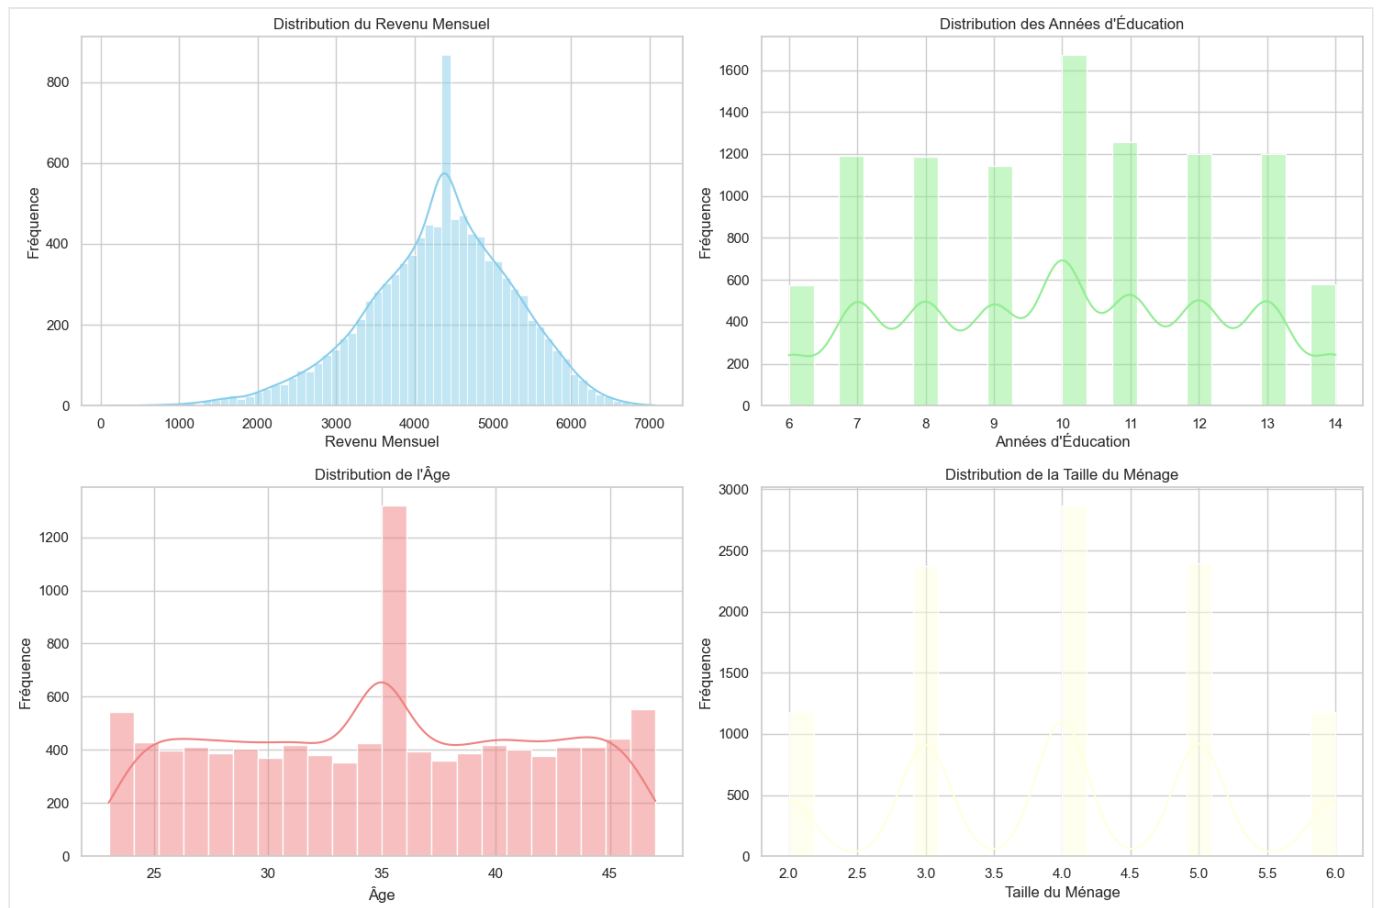 Distribution du Revenu Mensuel
800
600
400
200
0
Fréquence
0 1000 2000 3000 4000 5000 6000 7000
Revenu Mensuel
Distribution des Années d'Éducation
1600
1400
1200
1000
800
600
400
200
0
Fréquence
6 7 8 9 10 11 12 13 14
Années d'Éducation
Distribution de l'Âge
1200
1000
800
600
400
200
0
Fréquence
25 30 35 40 45
Âge
Distribution de la Taille du Ménage
3000
2500
2000
1500
1000
500
0
Fréquence
2.0 2.5 3.0 3.5 4.0 4.5 5.0 5.5 6.0
Taille du Ménage